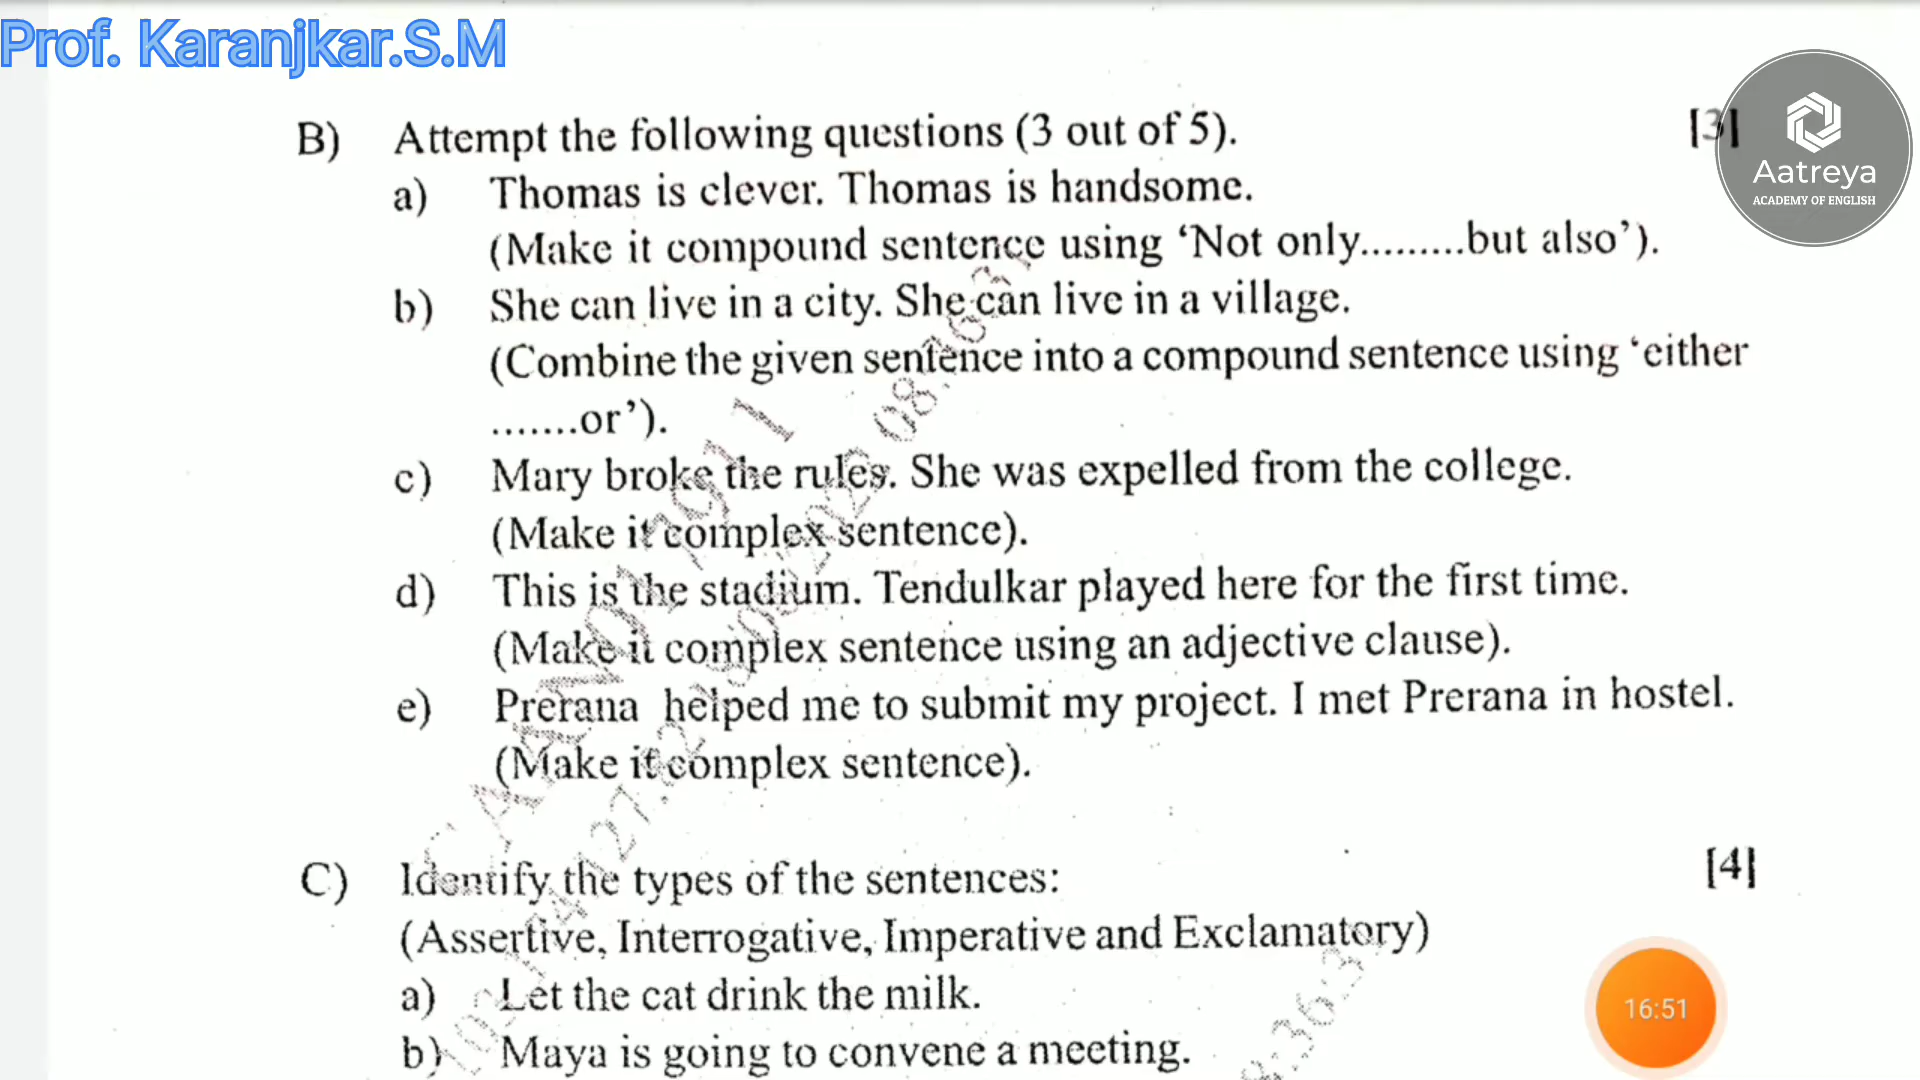 Prof. Karanjkar.S.M
Aatreya
ACADEMY OF ENGLISH
B) Attempt the following questions (3 out of 5). [3]
a) Thomas is clever. Thomas is handsome.
(Make it compound sentence using ‘Not only.........but also’).
b) She can live in a city. She can live in a village.
(Combine the given sentence into a compound sentence using ‘either
.......or’).
c) Mary broke the rules. She was expelled from the college.
(Make it complex sentence).
d) This is the stadium. Tendulkar played here for the first time.
(Make it complex sentence using an adjective clause).
e) Prerana helped me to submit my project. I met Prerana in hostel.
(Make it complex sentence).
C) Identify the types of the sentences: [4]
(Assertive, Interrogative, Imperative and Exclamatory)
a) Let the cat drink the milk.
b) Maya is going to convene a meeting.
16:51